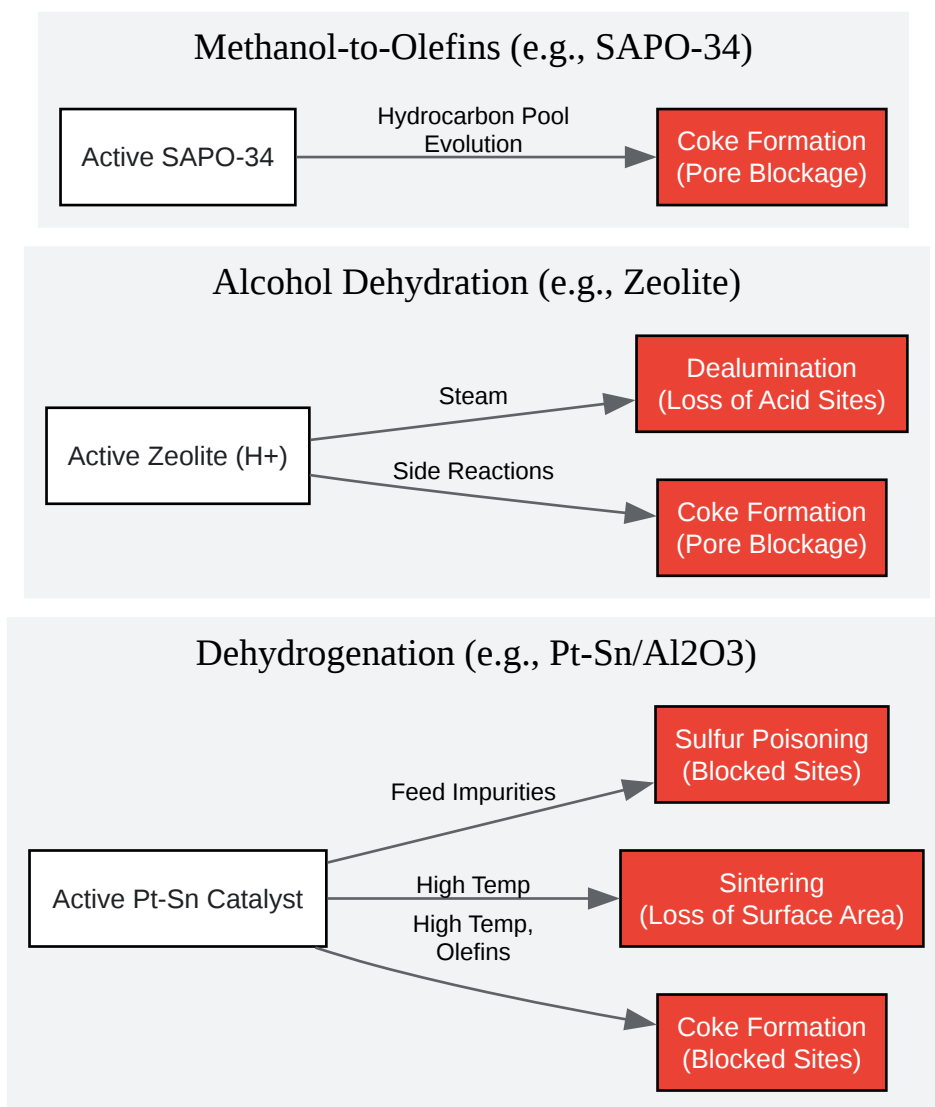 Methanol-to-Olefins (e.g., SAPO-34)
Active SAPO-34
Hydrocarbon Pool
Evolution
Coke Formation
(Pore Blockage)
Alcohol Dehydration (e.g., Zeolite)
Active Zeolite (H+)
Steam
Dealumination
(Loss of Acid Sites)
Side Reactions
Coke Formation
(Pore Blockage)
Dehydrogenation (e.g., Pt-Sn/Al2O3)
Active Pt-Sn Catalyst
Feed Impurities
Sulfur Poisoning
(Blocked Sites)
High Temp
Sintering
(Loss of Surface Area)
High Temp,
Olefins
Coke Formation
(Blocked Sites)